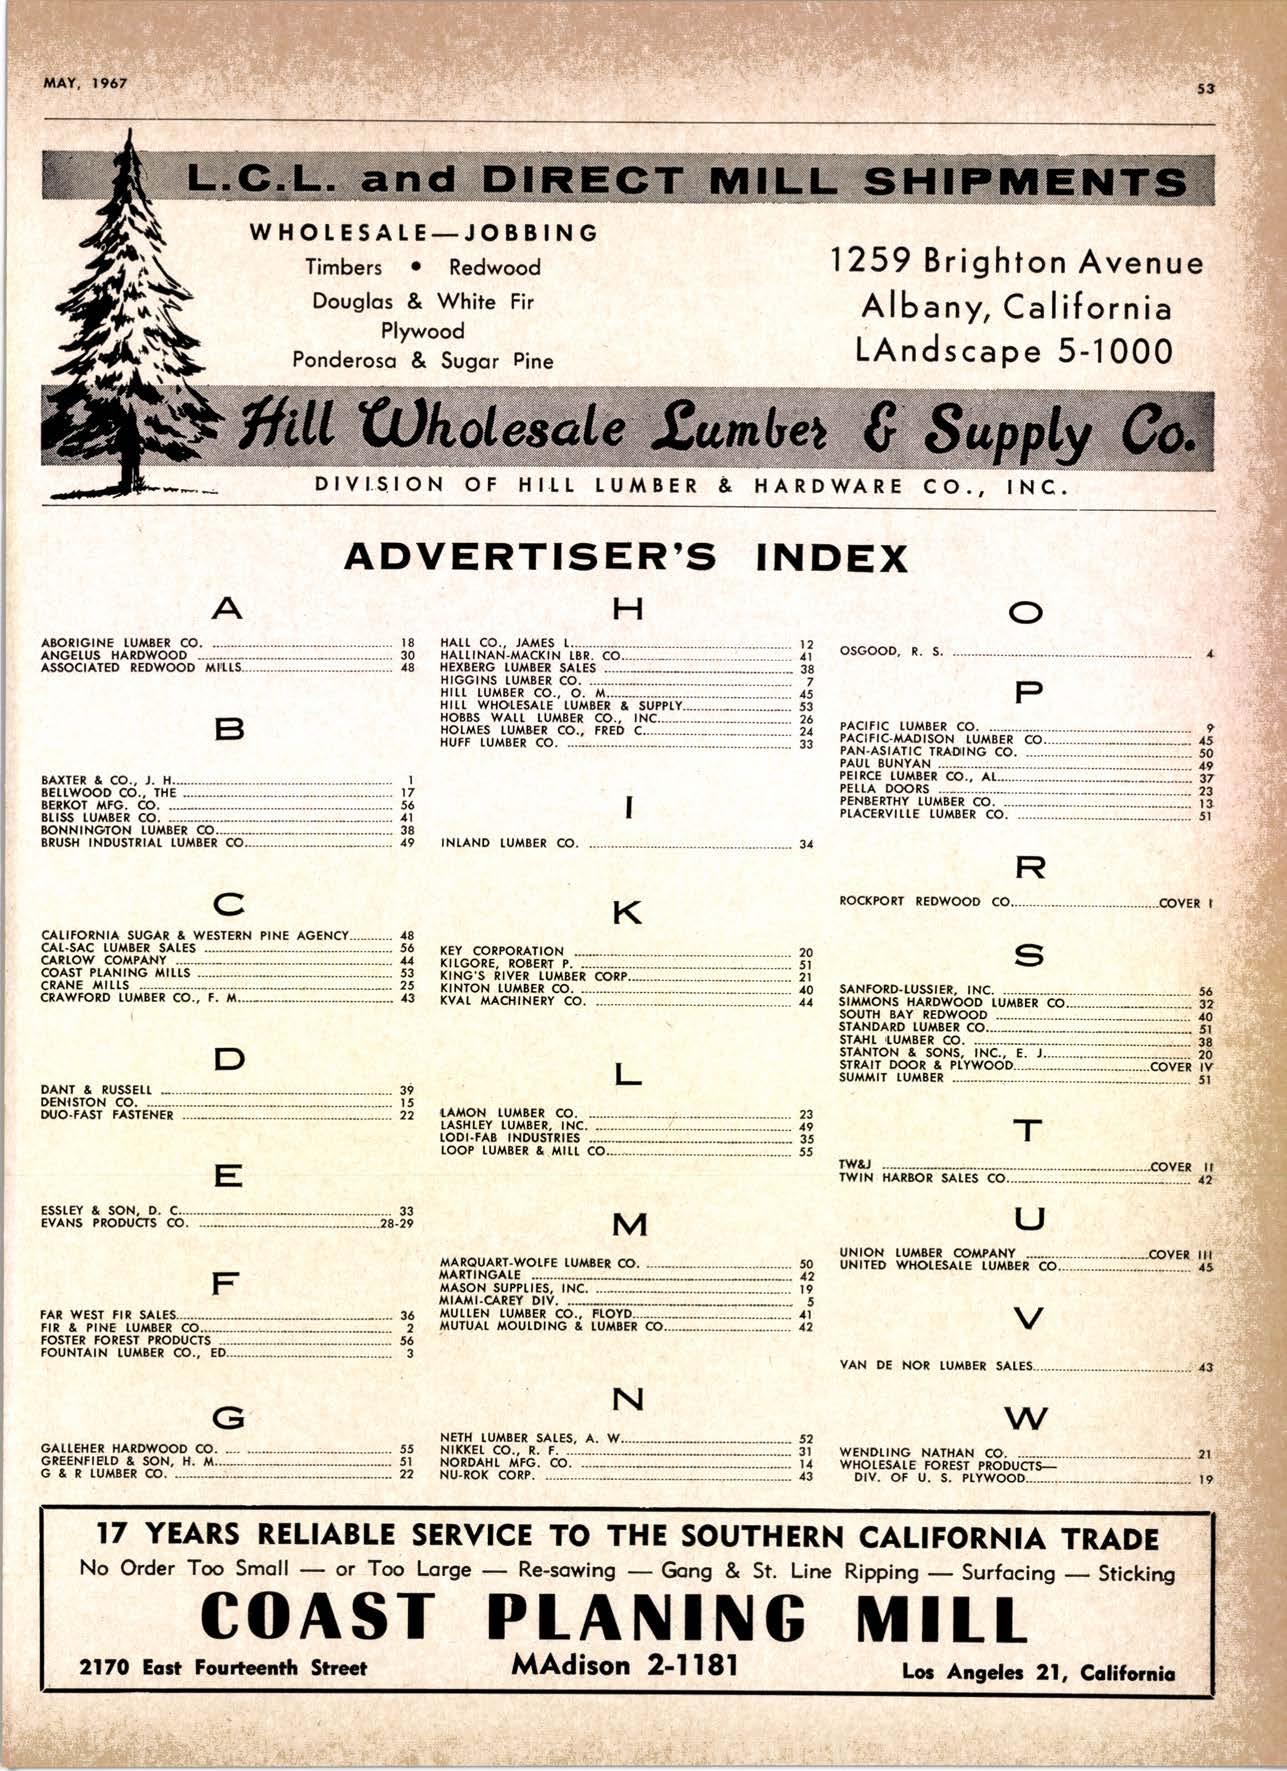 MAY, 1967
53
L.C.L. and DIRECT MILL SHIPMENTS
WHOLESALE—JOBBING
Timbers • Redwood
Douglas & White Fir
Plywood
Ponderosa & Sugar Pine
1259 Brighton Avenue
Albany, California
LAndscape 5-1000
Hill Wholesale Lumber & Supply Co.
DIVISION OF HILL LUMBER & HARDWARE CO., INC.
ADVERTISER'S INDEX
A
ABORIGINE LUMBER CO. 18
ANGELUS HARDWOOD 30
ASSOCIATED REDWOOD MILLS 48
B
BAXTER & CO., J. H. 1
BELLWOOD CO., THE 17
BERKOT MFG. CO. 56
BLISS LUMBER CO. 41
BONNINGTON LUMBER CO. 38
BRUSH INDUSTRIAL LUMBER CO. 49
C
CALIFORNIA SUGAR & WESTERN PINE AGENCY 48
CAL-SAC LUMBER SALES 56
CARLOW COMPANY 44
COAST PLANING MILLS 53
CRANE MILLS 25
CRAWFORD LUMBER CO., F. M. 43
D
DANT & RUSSELL 39
DENISTON CO. 15
DUO-FAST FASTENER 22
E
ESSLEY & SON, D. C. 33
EVANS PRODUCTS CO. 28-29
F
FAR WEST FIR SALES 36
FIR & PINE LUMBER CO. 2
FOSTER FOREST PRODUCTS 56
FOUNTAIN LUMBER CO., ED. 3
G
GALLEHER HARDWOOD CO. 55
GREENFIELD & SON, H. M. 51
G & R LUMBER CO. 22
H
HALL CO., JAMES L. 12
HALLINAN-MACKIN LBR. CO. 41
HEXBERG LUMBER SALES 38
HIGGINS LUMBER CO. 7
HILL LUMBER CO., O. M. 45
HILL WHOLESALE LUMBER & SUPPLY 53
HOBBS WALL LUMBER CO., INC. 26
HOLMES LUMBER CO., FRED C. 24
HUFF LUMBER CO. 33
I
INLAND LUMBER CO. 34
K
KEY CORPORATION 20
KILGORE, ROBERT P. 51
KING'S RIVER LUMBER CORP. 21
KINTON LUMBER CO. 40
KVAL MACHINERY CO. 44
L
LAMON LUMBER CO. 23
LASHLEY LUMBER, INC. 49
LODI-FAB INDUSTRIES 35
LOOP LUMBER & MILL CO. 55
M
MARQUART-WOLFE LUMBER CO. 50
MARTINGALE 42
MASON SUPPLIES, INC. 19
MIAMI-CAREY DIV. 5
MULLEN LUMBER CO., FLOYD 41
MUTUAL MOULDING & LUMBER CO. 42
N
NETH LUMBER SALES, A. W. 52
NIKKEL CO., R. F. 31
NORDAHL MFG. CO. 14
NU-ROK CORP. 43
O
OSGOOD, R. S. 4
P
PACIFIC LUMBER CO. 9
PACIFIC-MADISON LUMBER CO. 45
PAN-ASIATIC TRADING CO. 50
PAUL BUNYAN 49
PEIRCE LUMBER CO., AL 37
PELLA DOORS 23
PENBERTHY LUMBER CO. 13
PLACERVILLE LUMBER CO. 51
R
ROCKPORT REDWOOD CO. COVER I
S
SANFORD-LUSSIER, INC. 56
SIMMONS HARDWOOD LUMBER CO. 32
SOUTH BAY REDWOOD 40
STANDARD LUMBER CO. 51
STAHL LUMBER CO. 38
STANTON & SONS, INC., E. J. 20
STRAIT DOOR & PLYWOOD COVER IV
SUMMIT LUMBER 51
T
TW&J COVER II
TWIN HARBOR SALES CO. 42
U
UNION LUMBER COMPANY COVER III
UNITED WHOLESALE LUMBER CO. 45
V
VAN DE NOR LUMBER SALES 43
W
WENDLING NATHAN CO. 21
WHOLESALE FOREST PRODUCTS—
DIV. OF U. S. PLYWOOD 19
17 YEARS RELIABLE SERVICE TO THE SOUTHERN CALIFORNIA TRADE
No Order Too Small — or Too Large — Re-sawing — Gang & St. Line Ripping — Surfacing — Sticking
COAST PLANING MILL
2170 East Fourteenth Street MAdison 2-1181 Los Angeles 21, California